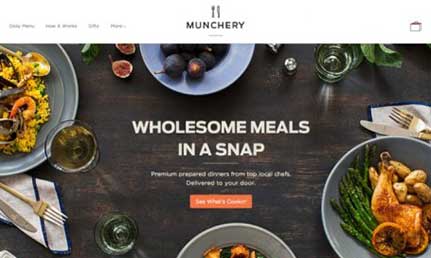 Daily Menu How it Works Gifts More
MUNCHERY
WHOLESOME MEALS
IN A SNAP
Premium prepared dinners from top local chefs.
Delivered to your door.
See What's Cookin'